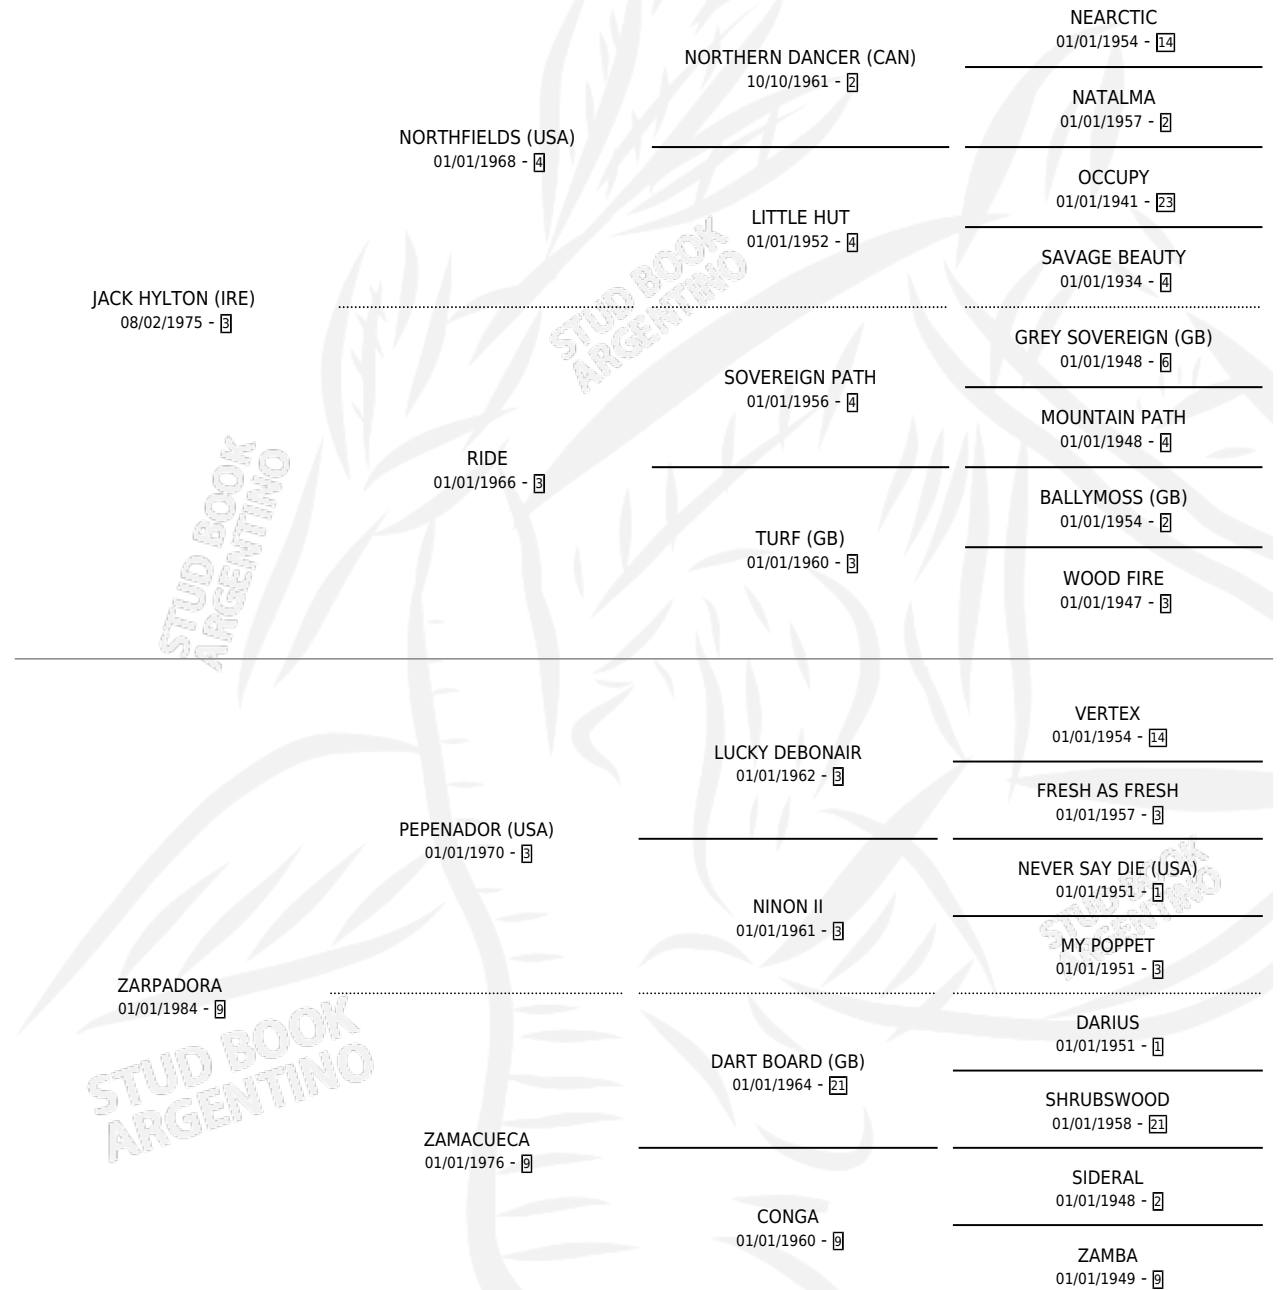 NEARCTIC
01/01/1954 - 14
NORTHERN DANCER (CAN)
10/10/1961 - 2
NATALMA
01/01/1957 - 2
NORTHFIELDS (USA)
01/01/1968 - 4
OCCUPY
01/01/1941 - 23
LITTLE HUT
01/01/1952 - 4
SAVAGE BEAUTY
01/01/1934 - 4
JACK HYLTON (IRE)
08/02/1975 - 3
GREY SOVEREIGN (GB)
01/01/1948 - 6
SOVEREIGN PATH
01/01/1956 - 4
MOUNTAIN PATH
01/01/1948 - 4
RIDE
01/01/1966 - 3
BALLYMOSS (GB)
01/01/1954 - 2
TURF (GB)
01/01/1960 - 3
WOOD FIRE
01/01/1947 - 3
VERTEX
01/01/1954 - 14
LUCKY DEBONAIR
01/01/1962 - 3
FRESH AS FRESH
01/01/1957 - 3
PEPENADOR (USA)
01/01/1970 - 3
NEVER SAY DIE (USA)
01/01/1951 - 1
NINON II
01/01/1961 - 3
MY POPPET
01/01/1951 - 3
ZARPADORA
01/01/1984 - 9
DARIUS
01/01/1951 - 1
DART BOARD (GB)
01/01/1964 - 21
SHRUBSWOOD
01/01/1958 - 21
ZAMACUECA
01/01/1976 - 9
SIDERAL
01/01/1948 - 2
CONGA
01/01/1960 - 9
ZAMBA
01/01/1949 - 9
STUD BOOK
ARGENTINO
STUD BOOK
ARGENTINO
STUD BOOK
ARGENTINO
STUD BOOK
ARGENTINO